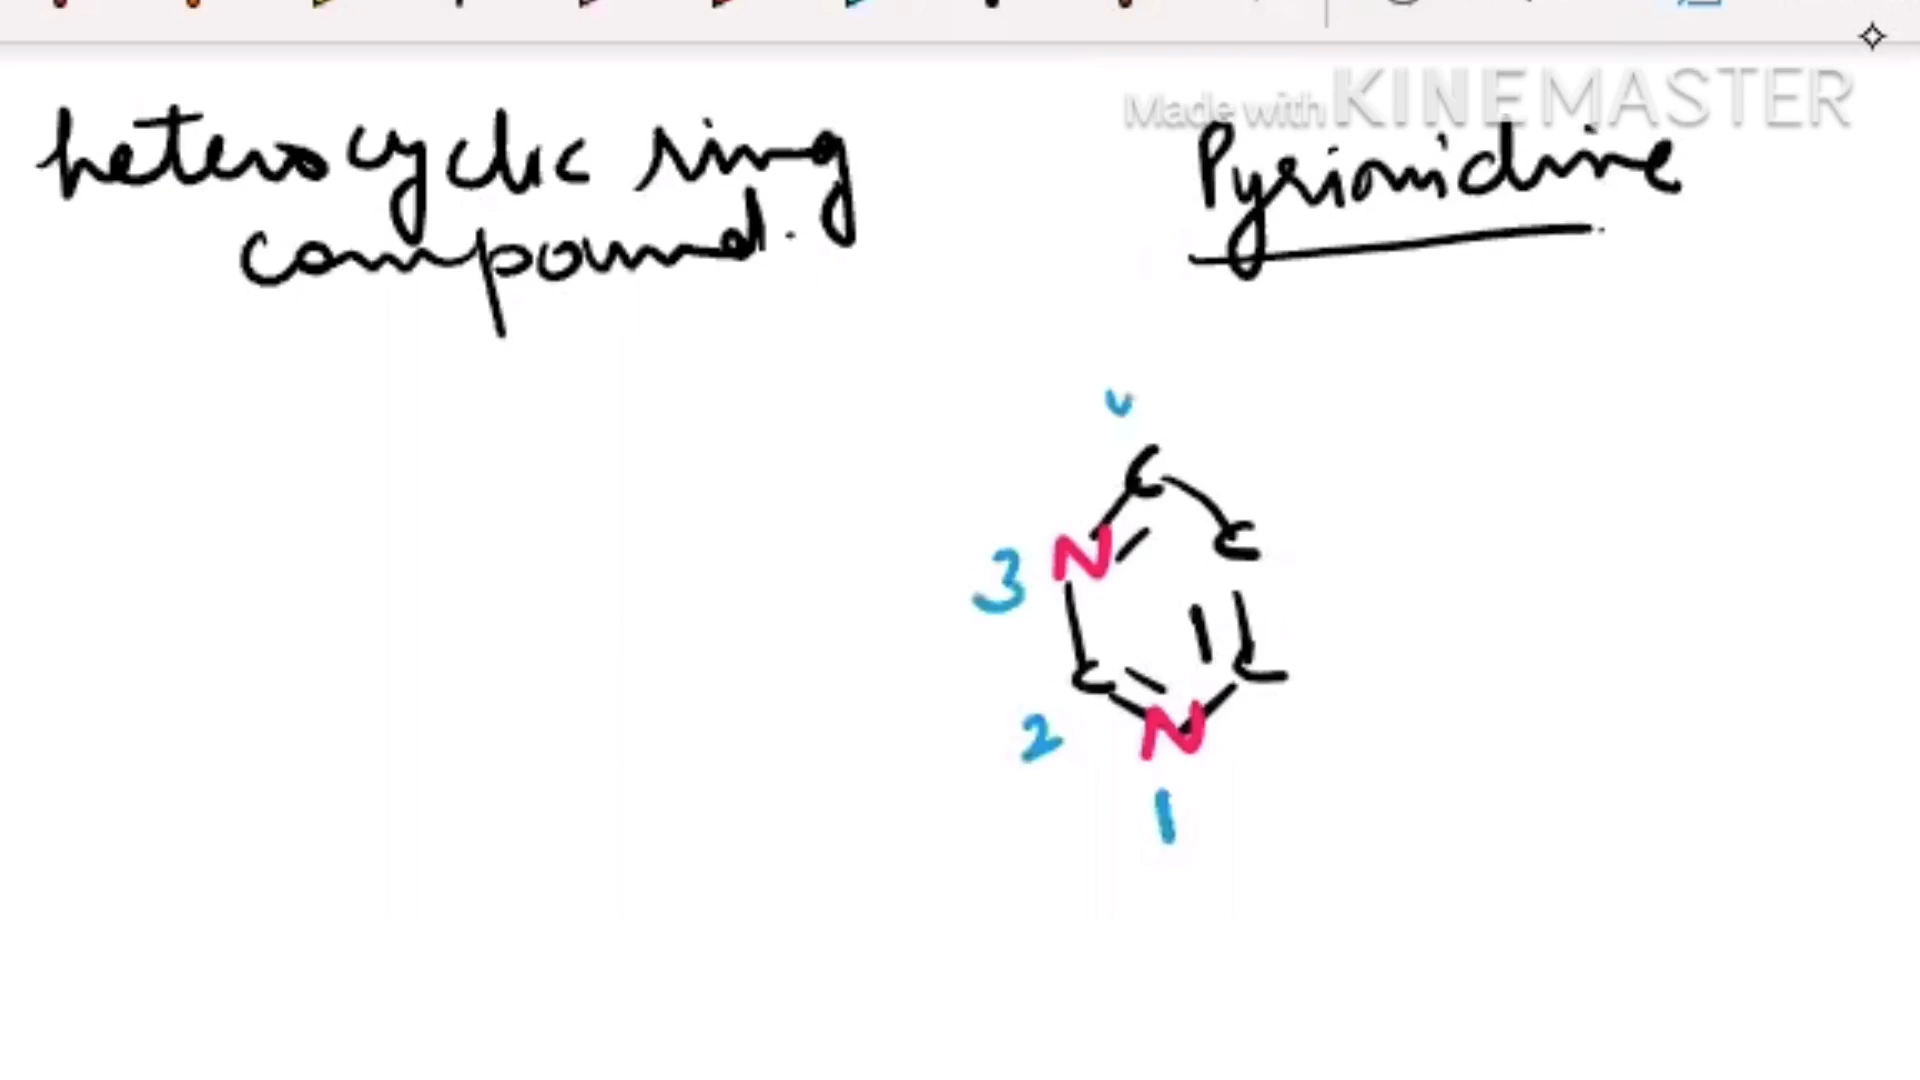 Made with KINEMASTER
heterocyclic ring
compound.
Pyrimidine
C
C
N
3
C
C
2
N
1